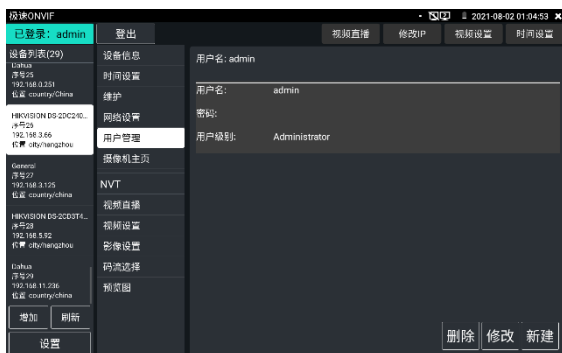 极速ONVIF
2021-08-02 01:04:53
已登录: admin
登出
视频直播
修改IP
视频设置
时间设置
设备列表(29)
Dahua
序号25
192.168.0.251
位置 country/China
HIKVISION DS-2DC240...
序号26
192.168.3.66
位置 city/hangzhou
General
序号27
192.168.3.125
位置 country/china
HIKVISION DS-2CD3T4...
序号28
192.168.5.92
位置 city/hangzhou
Dahua
序号29
192.168.11.236
位置 country/china
增加
刷新
设置
设备信息
时间设置
维护
网络设置
用户管理
摄像机主页
NVT
视频直播
视频设置
影像设置
码流选择
预览图
用户名: admin
用户名: admin
密码:
用户级别: Administrator
删除
修改
新建